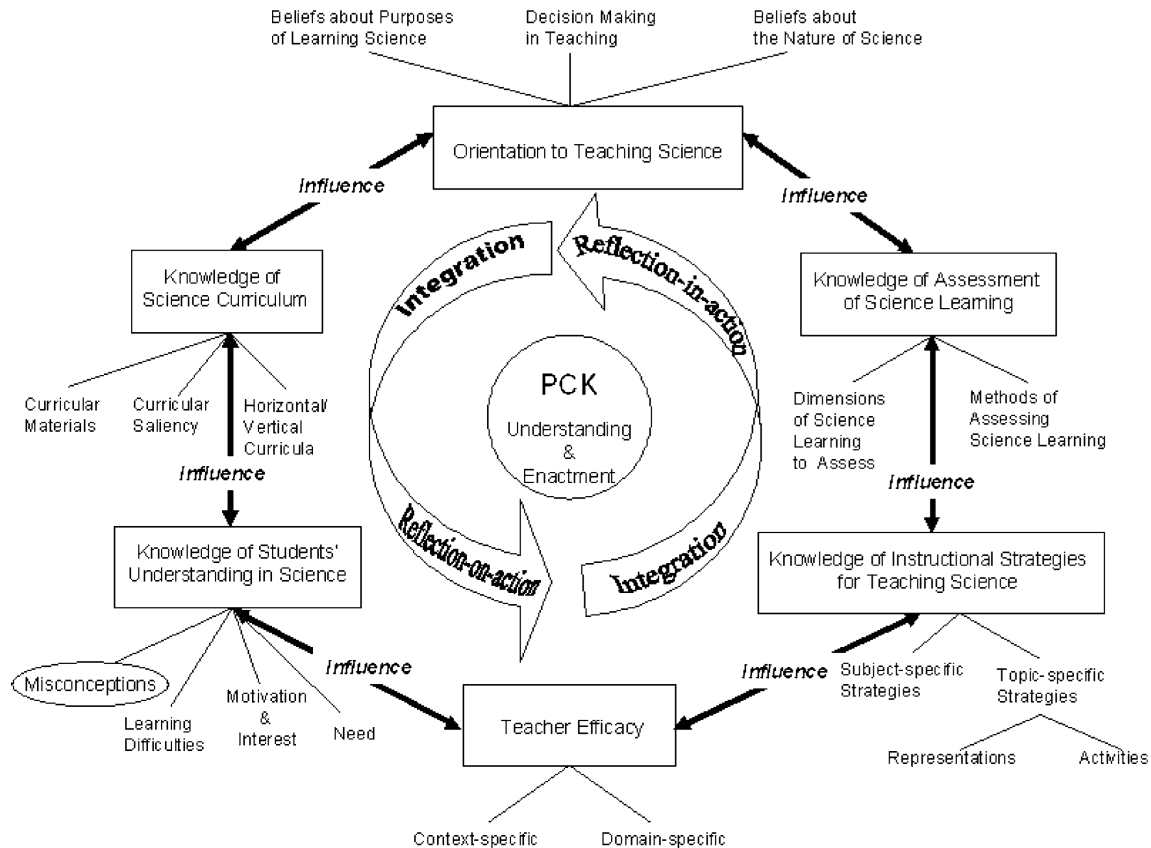 Beliefs about Purposes
of Learning Science
Decision Making
in Teaching
Beliefs about
the Nature of Science
Orientation to Teaching Science
Influence
Influence
Integration
Reflection-in-action
Knowledge of
Science Curriculum
Knowledge of Assessment
of Science Learning
PCK
Understanding
&
Enactment
Curricular
Materials
Curricular
Saliency
Horizontal/
Vertical
Curricula
Dimensions
of Science
Learning
to Assess
Methods of
Assessing
Science Learning
Influence
Influence
Reflection-on-action
Integration
Knowledge of Students'
Understanding in Science
Knowledge of Instructional Strategies
for Teaching Science
Influence
Influence
Misconceptions
Learning
Difficulties
Motivation
&
Interest
Need
Subject-specific
Strategies
Topic-specific
Strategies
Teacher Efficacy
Representations
Activities
Context-specific
Domain-specific